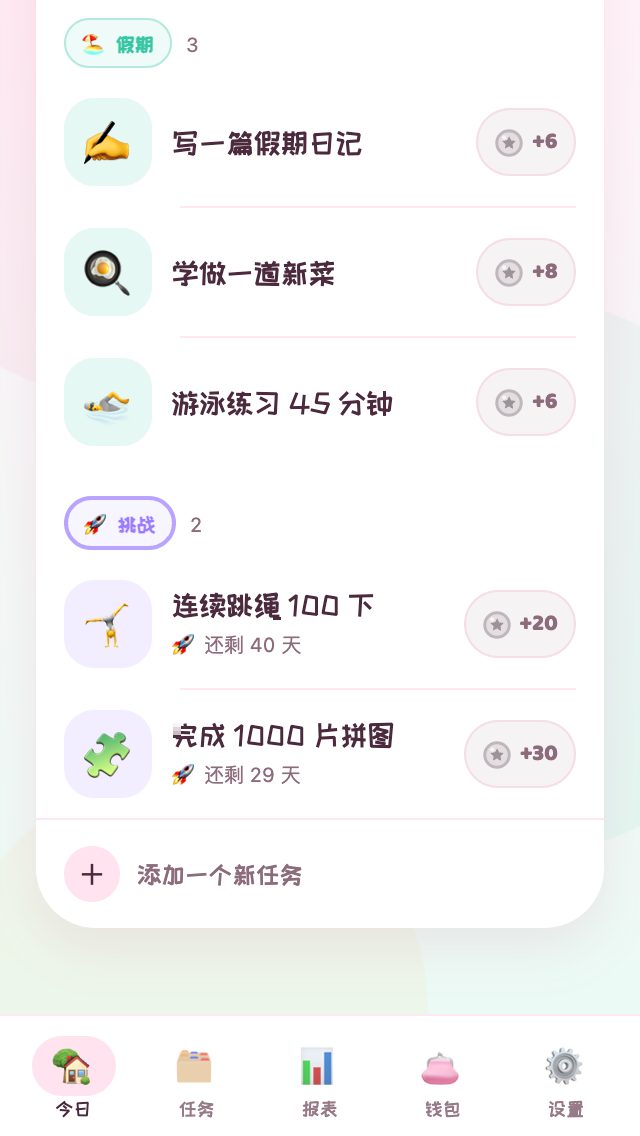 假期 3
写一篇假期日记 +6
学做一道新菜 +8
游泳练习 45 分钟 +6
挑战 2
连续跳绳 100 下 +20
还剩 40 天
完成 1000 片拼图 +30
还剩 29 天
添加一个新任务
今日 任务 报表 钱包 设置